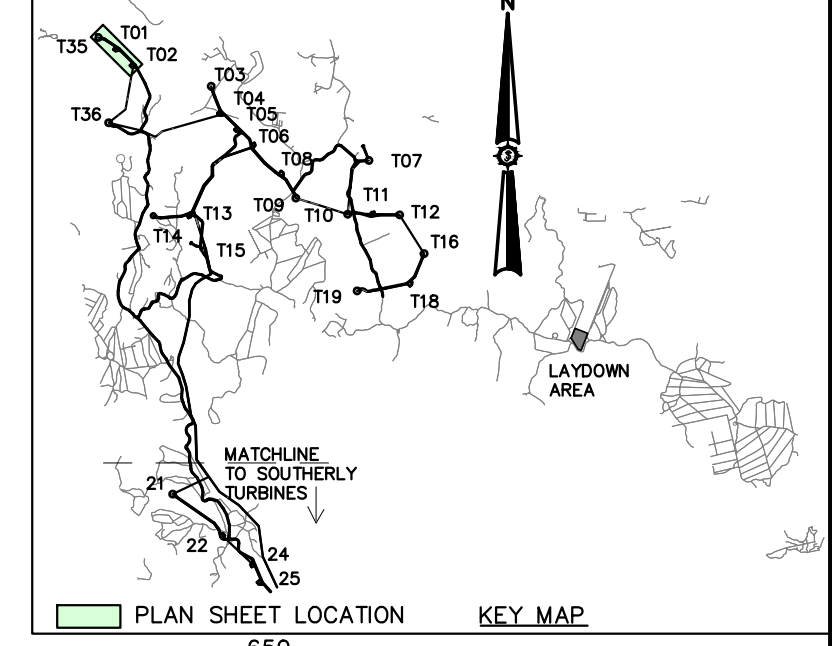 N
T01
T35
T02
T03
T04
T36
T05
T06
T08
T07
T09
T10
T11
T12
T13
T14
T15
T16
T19
T18
LAYDOWN
AREA
MATCHLINE
TO SOUTHERLY
TURBINES
21
22
24
25
PLAN SHEET LOCATION
KEY MAP